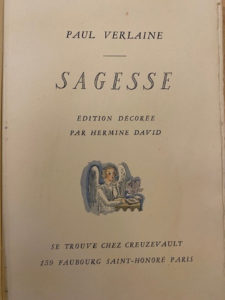 PAUL VERLAINE
SAGESSE
ÉDITION DÉCORÉE
PAR HERMINE DAVID
SE TROUVE CHEZ CREUZEVAULT
159 FAUBOURG SAINT-HONORÉ PARIS